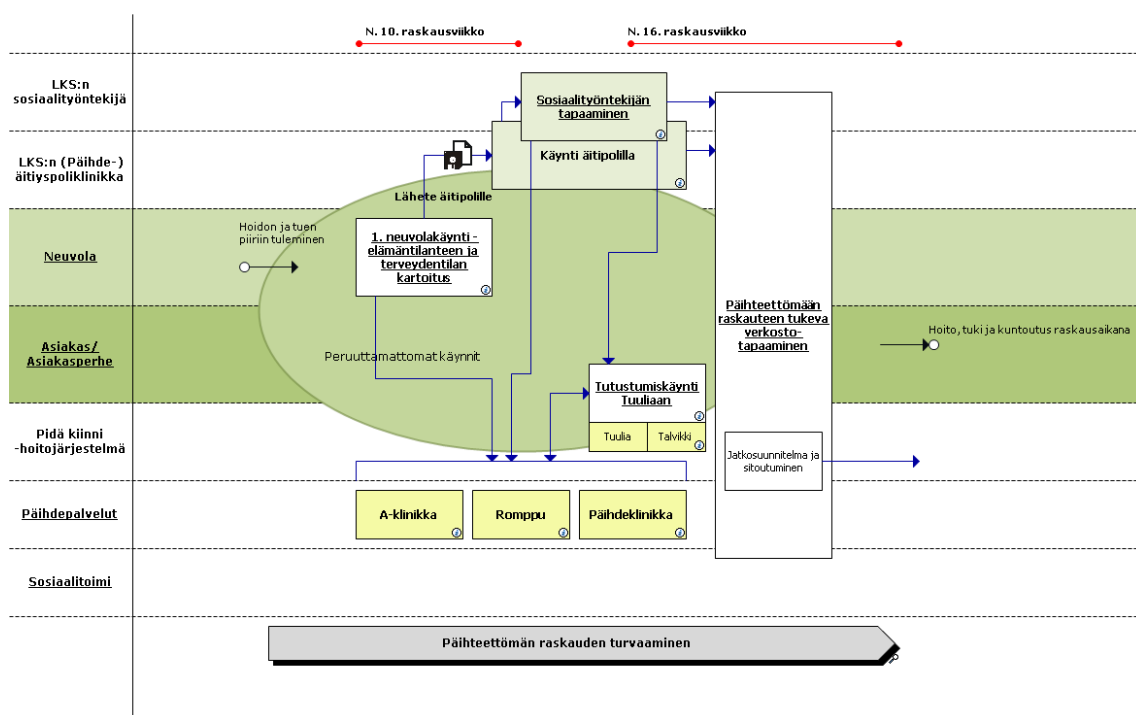 N. 10. raskausviikko
N. 16. raskausviikko
LKS:n
sosiaalityöntekijä
Sosiaalityöntekijän
tapaaminen
LKS:n (Päihde-)
äitiyspoliklinikka
Käynti äitipolilla
Lähete äitipolille
Neuvola
Hoidon ja tuen
piiriin tuleminen
1. neuvolakäynti -
elämäntilanteen ja
terveydentilan
kartoitus
Päihteettömään
raskauteen tukeva
verkosto-
tapaaminen
Asiakas/
Asiakasperhe
Peruuttamattomat käynnit
Hoito, tuki ja kuntoutus raskausaikana
Tutustumiskäynti
Tuuliaan
Tuulia
Talvikki
Pidä kiinni
-hoitojärjestelmä
Jatkosuunnitelma ja
sitoutuminen
Päihdepalvelut
A-klinikka
Romppu
Päihdeklinikka
Sosiaalitoimi
Päihteettömän raskauden turvaaminen